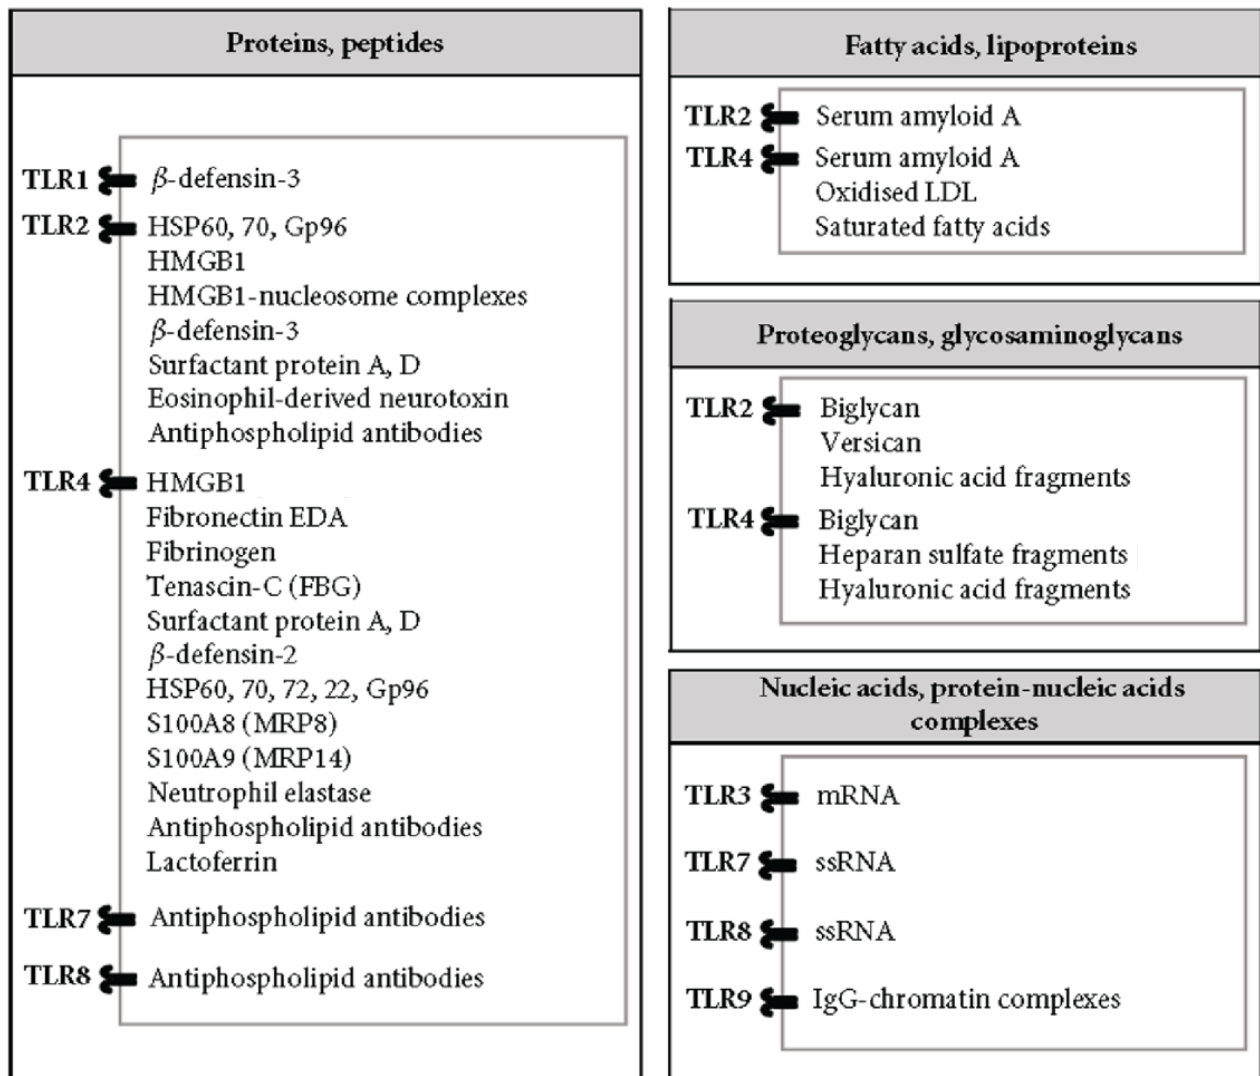 Proteins, peptides
TLR1 β-defensin-3
TLR2 HSP60, 70, Gp96
HMGB1
HMGB1-nucleosome complexes
β-defensin-3
Surfactant protein A, D
Eosinophil-derived neurotoxin
Antiphospholipid antibodies
TLR4 HMGB1
Fibronectin EDA
Fibrinogen
Tenascin-C (FBG)
Surfactant protein A, D
β-defensin-2
HSP60, 70, 72, 22, Gp96
S100A8 (MRP8)
S100A9 (MRP14)
Neutrophil elastase
Antiphospholipid antibodies
Lactoferrin
TLR7 Antiphospholipid antibodies
TLR8 Antiphospholipid antibodies
Fatty acids, lipoproteins
TLR2 Serum amyloid A
TLR4 Serum amyloid A
Oxidised LDL
Saturated fatty acids
Proteoglycans, glycosaminoglycans
TLR2 Biglycan
Versican
Hyaluronic acid fragments
TLR4 Biglycan
Heparan sulfate fragments
Hyaluronic acid fragments
Nucleic acids, protein-nucleic acids
complexes
TLR3 mRNA
TLR7 ssRNA
TLR8 ssRNA
TLR9 IgG-chromatin complexes